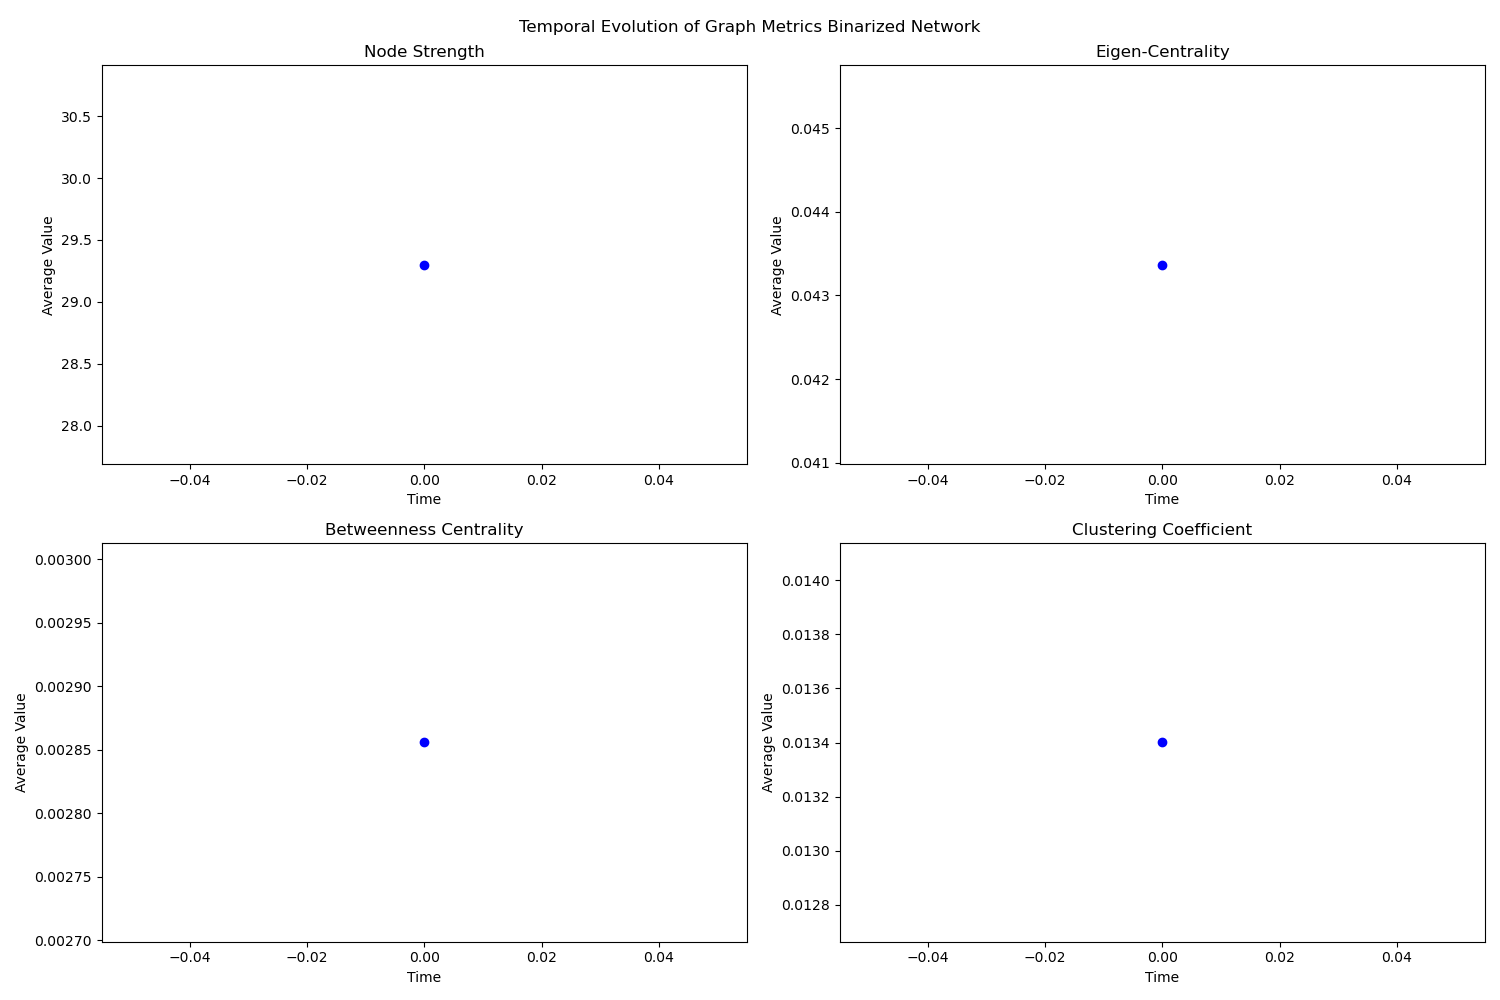 Temporal Evolution of Graph Metrics Binarized Network
Node Strength
30.5
30.0
29.5
29.0
28.5
28.0
Average Value
−0.04 −0.02 0.00 0.02 0.04
Time
Eigen-Centrality
0.045
0.044
0.043
0.042
0.041
Average Value
−0.04 −0.02 0.00 0.02 0.04
Time
Betweenness Centrality
0.00300
0.00295
0.00290
0.00285
0.00280
0.00275
0.00270
Average Value
−0.04 −0.02 0.00 0.02 0.04
Time
Clustering Coefficient
0.0140
0.0138
0.0136
0.0134
0.0132
0.0130
0.0128
Average Value
−0.04 −0.02 0.00 0.02 0.04
Time